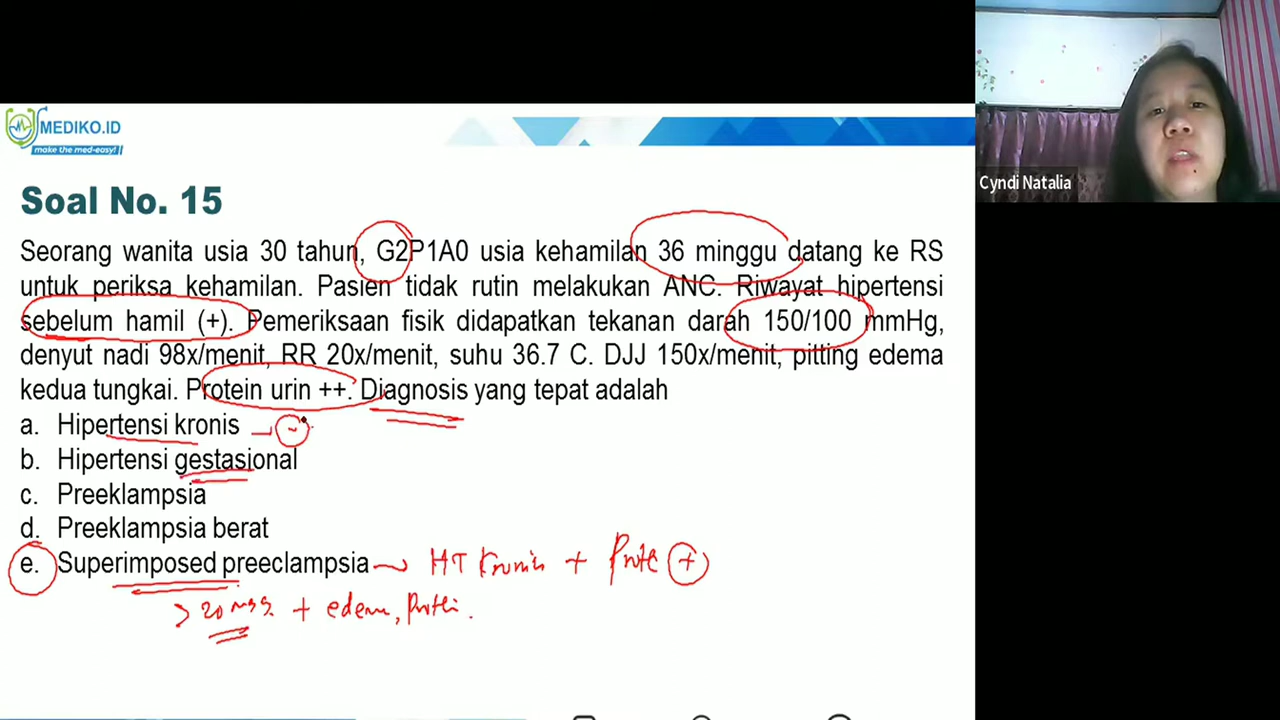 MEDIKO.ID
make the med-easy!
Soal No. 15
Seorang wanita usia 30 tahun, G2P1A0 usia kehamilan 36 minggu datang ke RS
untuk periksa kehamilan. Pasien tidak rutin melakukan ANC. Riwayat hipertensi
sebelum hamil (+). Pemeriksaan fisik didapatkan tekanan darah 150/100 mmHg,
denyut nadi 98x/menit, RR 20x/menit, suhu 36.7 C. DJJ 150x/menit, pitting edema
kedua tungkai. Protein urin ++. Diagnosis yang tepat adalah
a. Hipertensi kronis -
b. Hipertensi gestasional
c. Preeklampsia
d. Preeklampsia berat
e. Superimposed preeclampsia HT kronis + Prote +
> 20 mgg + edema, Protei.
Cyndi Natalia